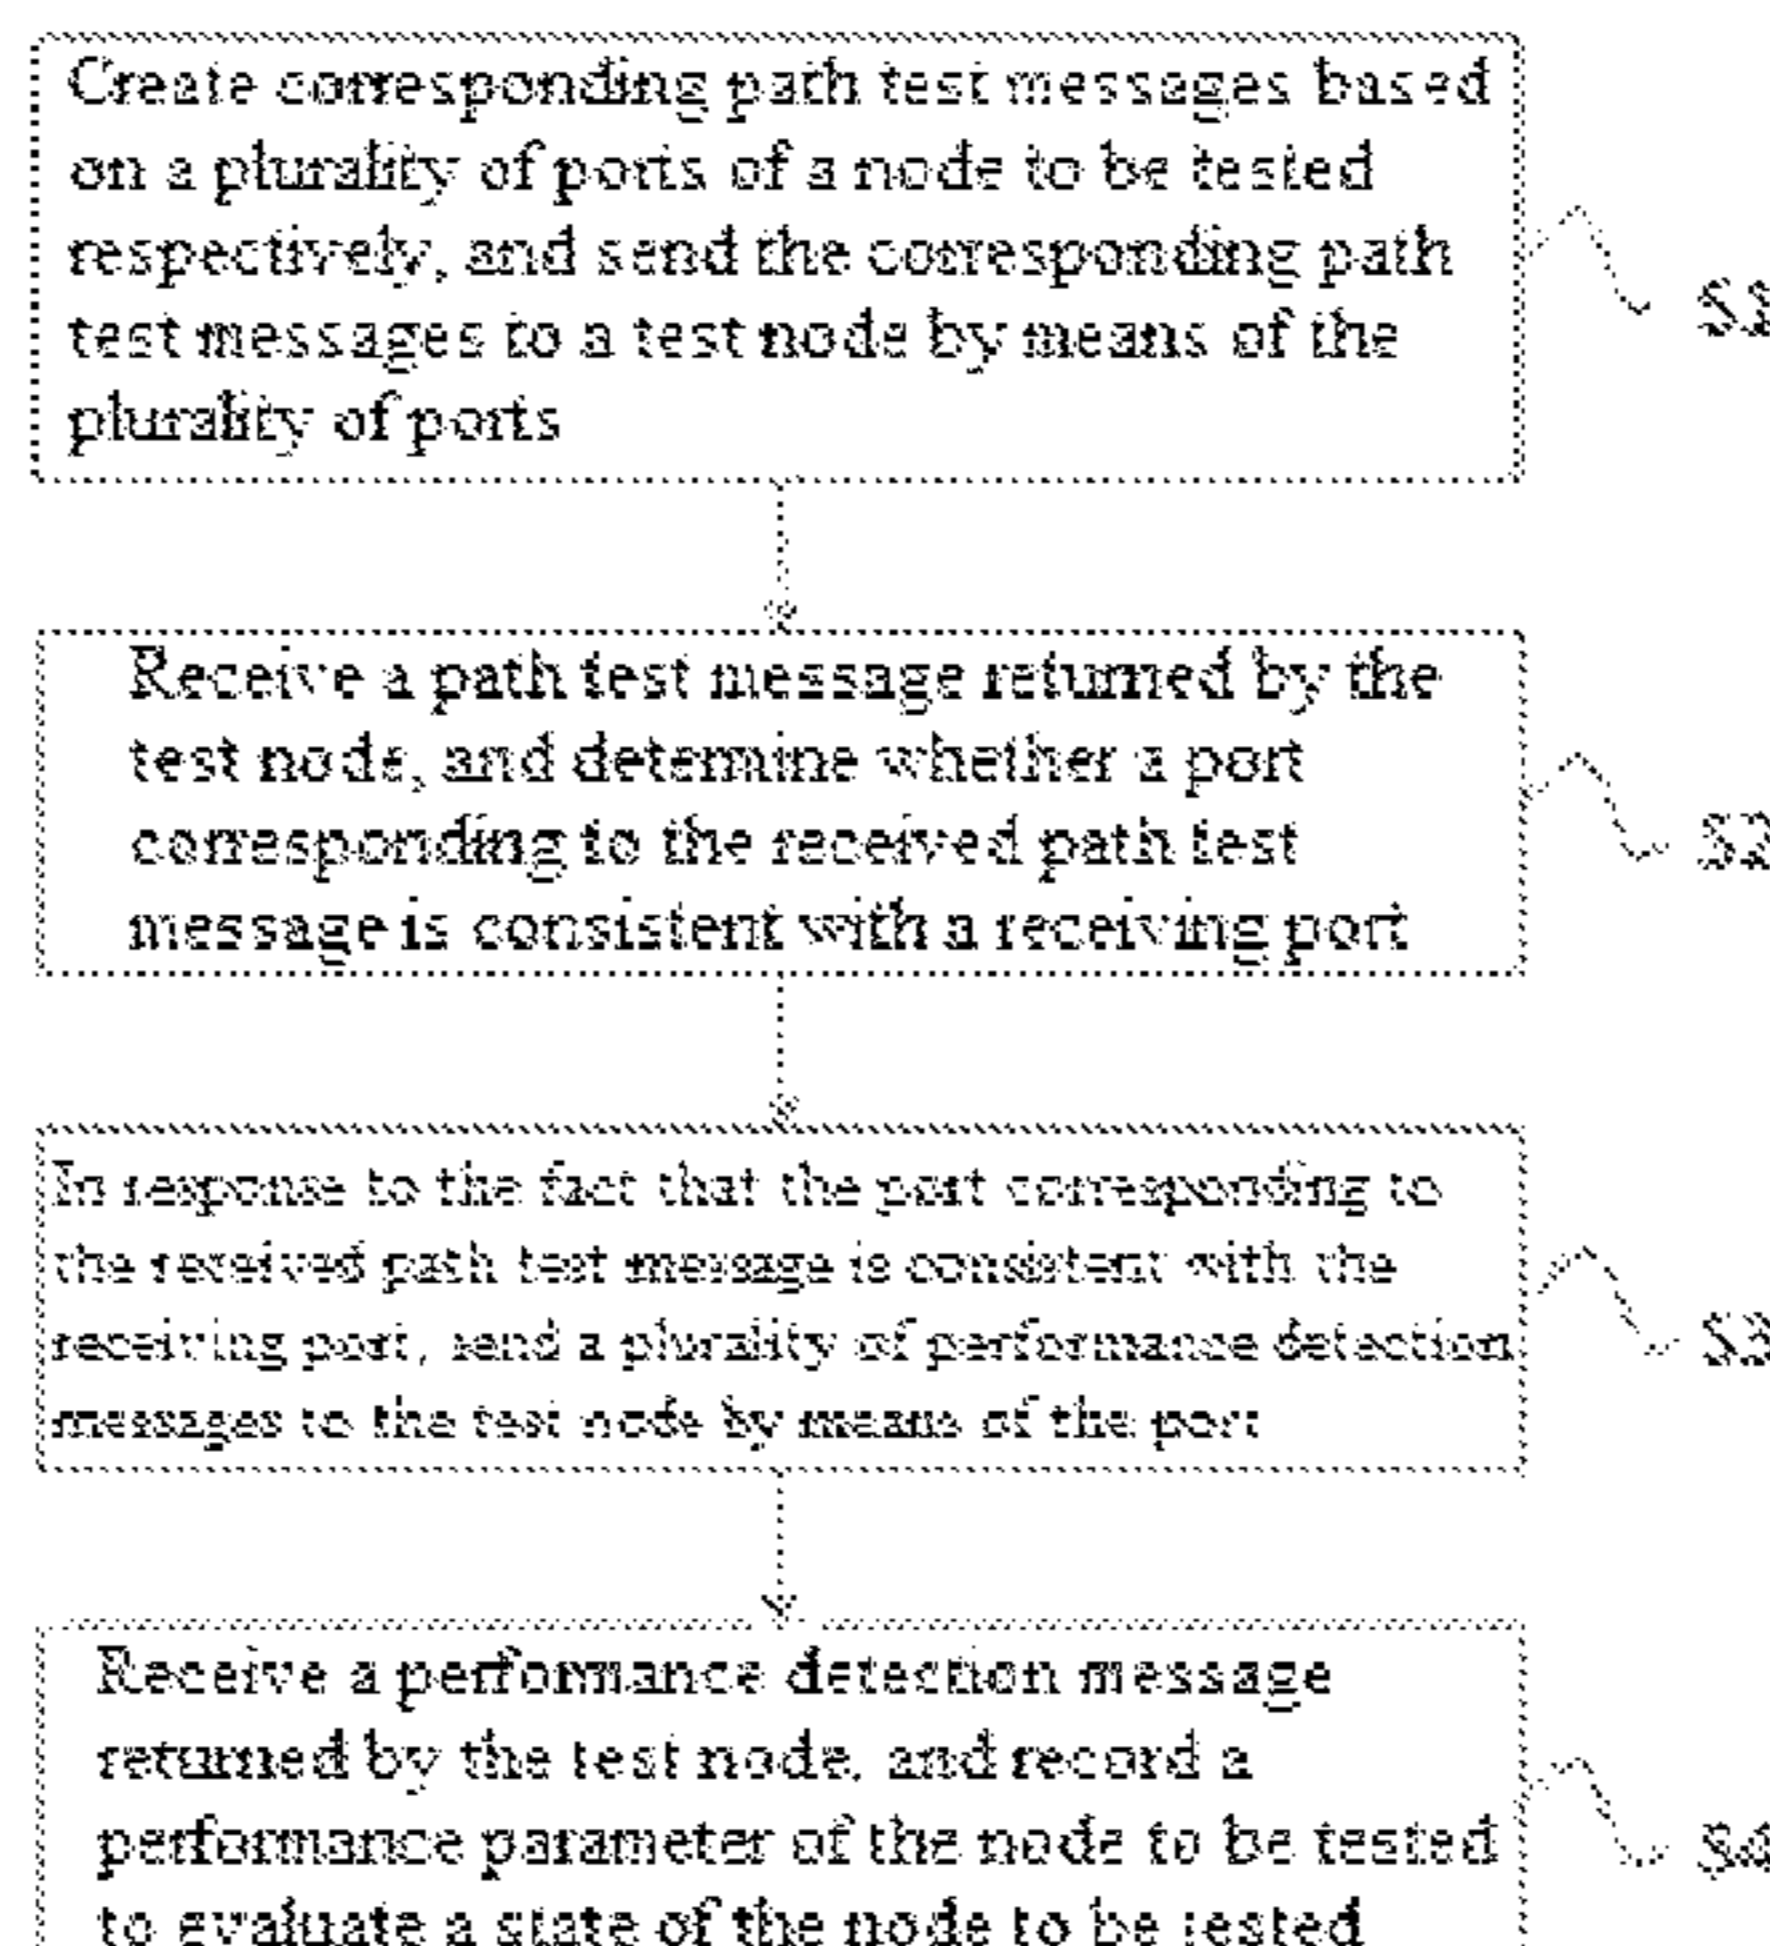 Create corresponding path test messages based
on a plurality of ports of a node to be tested
respectively, and send the corresponding path
test messages to a test node by means of the
plurality of ports
S1
Receive a path test message returned by the
test node, and determine whether a port
corresponding to the received path test
message is consistent with a receiving port
S2
In response to the fact that the port corresponding to
the received path test message is consistent with the
receiving port, send a plurality of performance detection
messages to the test node by means of the port
S3
Receive a performance detection message
returned by the test node, and record a
performance parameter of the node to be tested
to evaluate a state of the node to be tested
S4